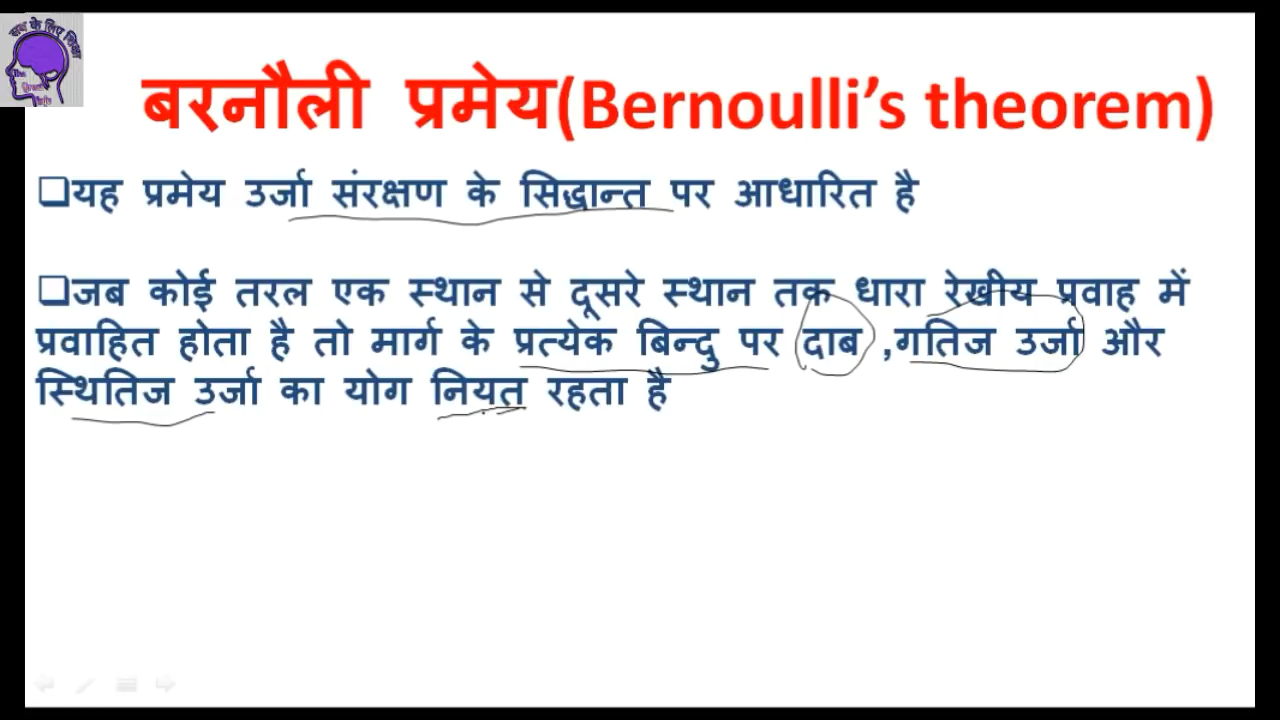 सब के लिए शिक्षा
बरनौली प्रमेय(Bernoulli’s theorem)
❑यह प्रमेय उर्जा संरक्षण के सिद्धान्त पर आधारित है
❑जब कोई तरल एक स्थान से दूसरे स्थान तक धारा रेखीय प्रवाह में
प्रवाहित होता है तो मार्ग के प्रत्येक बिन्दु पर दाब ,गतिज उर्जा और
स्थितिज उर्जा का योग नियत रहता है